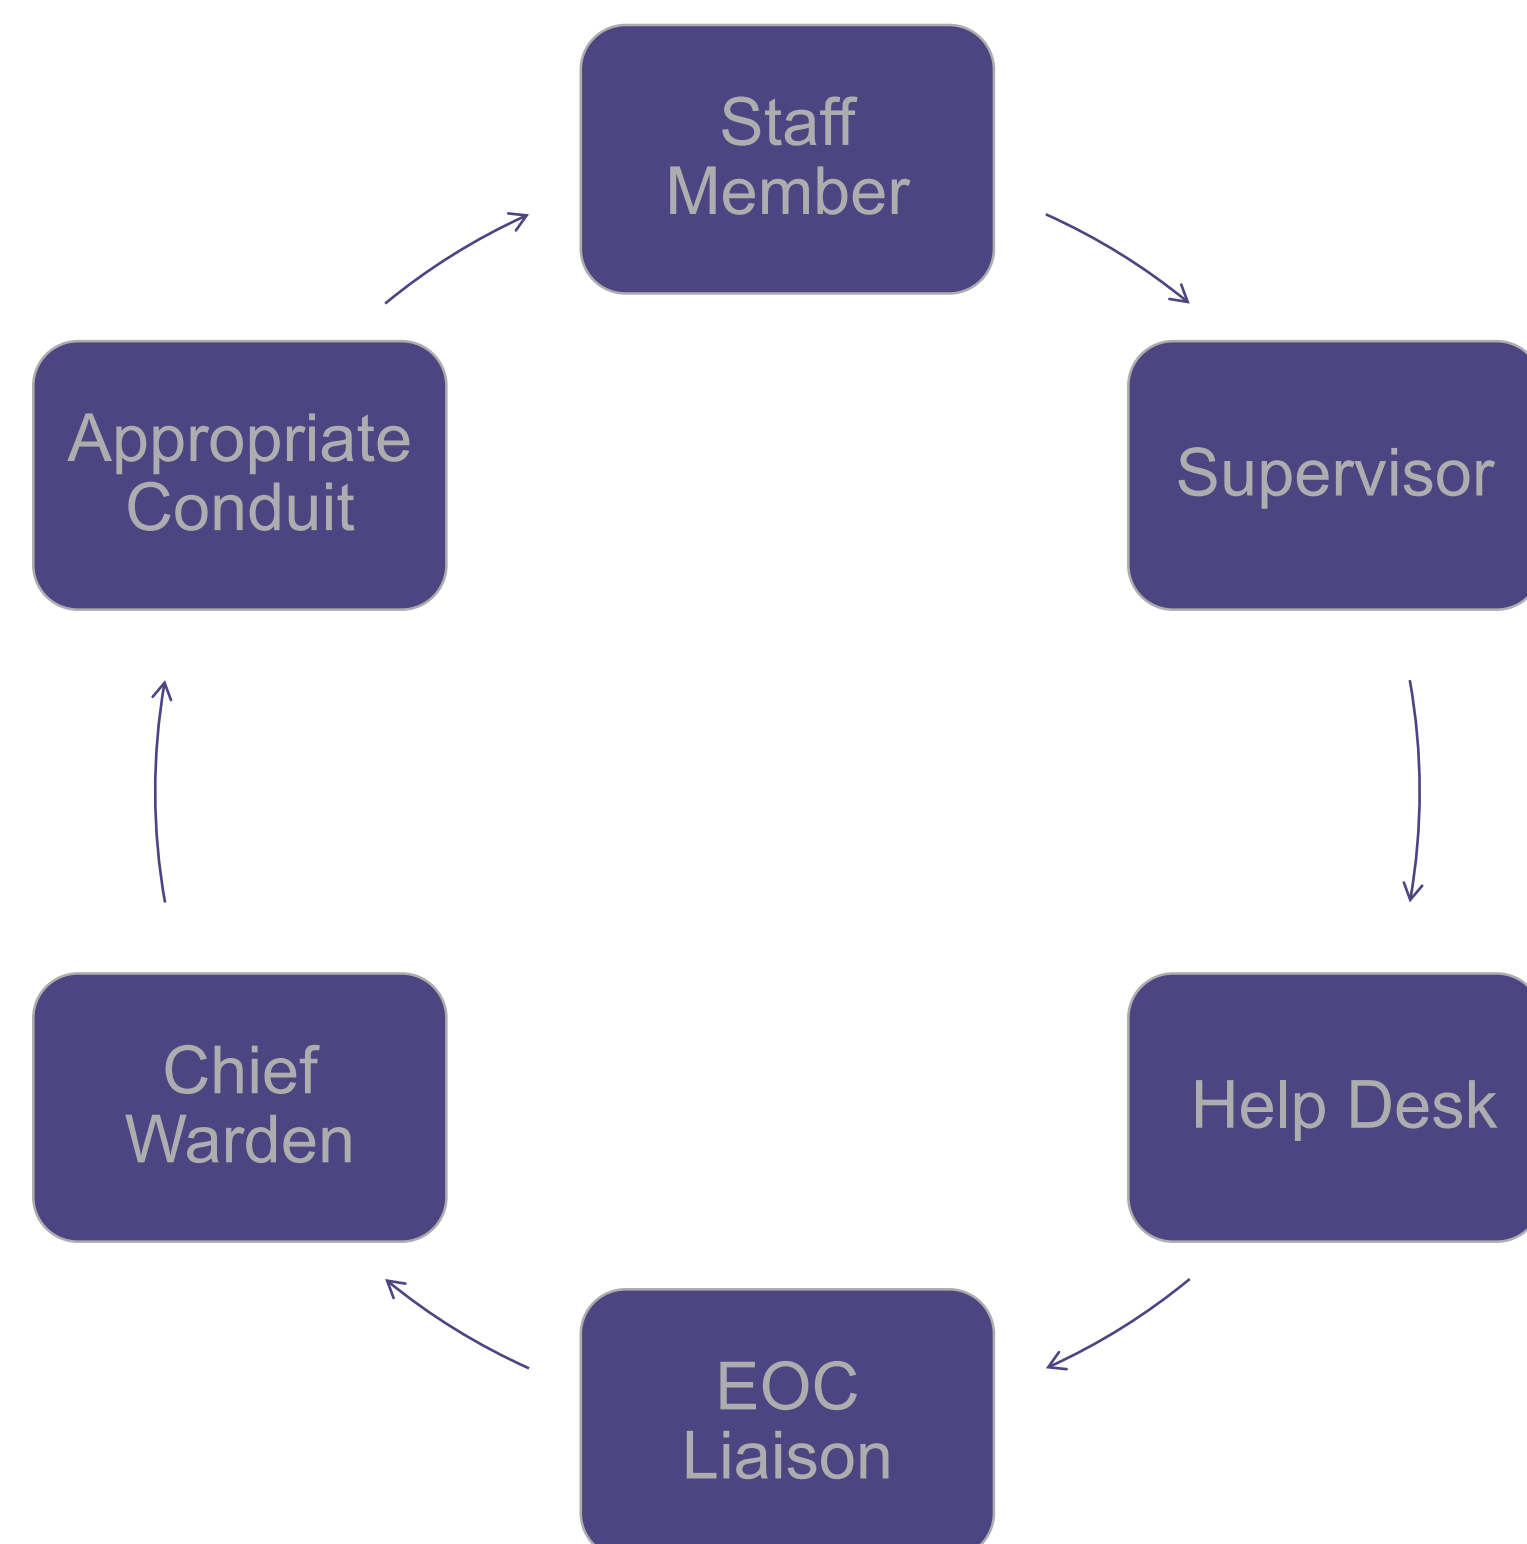 Staff
Member
Supervisor
Help Desk
EOC
Liaison
Chief
Warden
Appropriate
Conduit